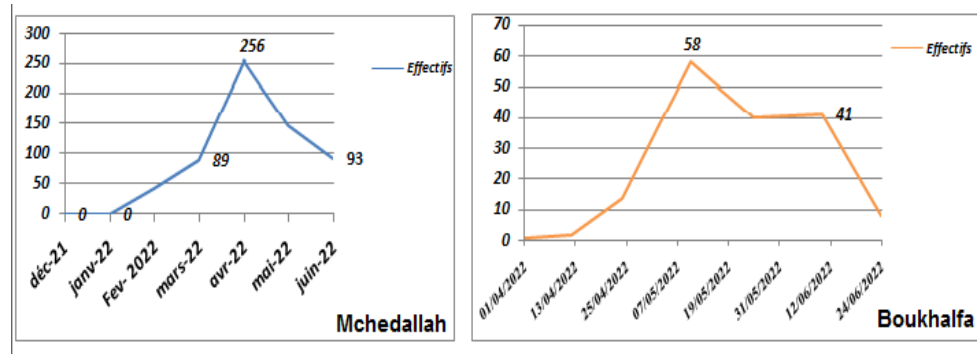 300
250
200
150
100
50
0
256
89
93
0
0
Effectifs
déc-21
janv-22
Fev- 2022
mars-22
avr-22
mai-22
juin-22
Mchedallah
70
60
50
40
30
20
10
0
58
41
Effectifs
01/04/2022
13/04/2022
25/04/2022
07/05/2022
19/05/2022
31/05/2022
12/06/2022
24/06/2022
Boukhalfa